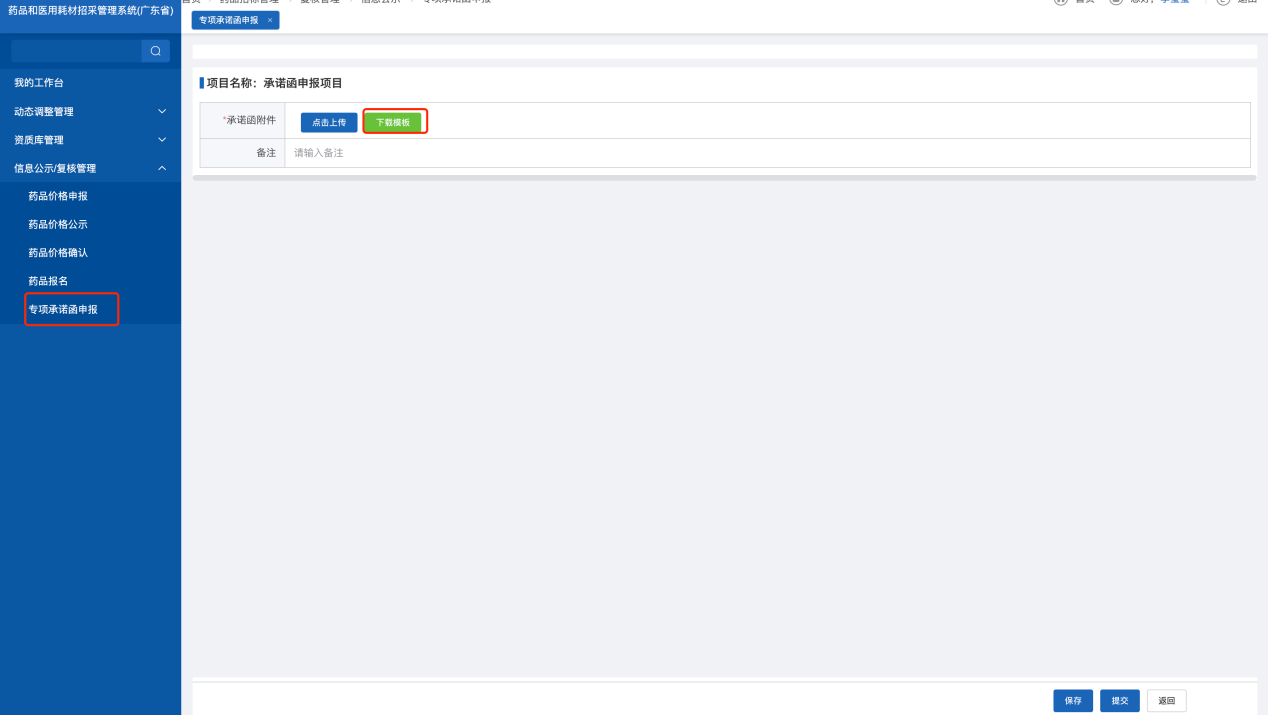 药品和医用耗材招采管理系统(广东省)
专项承诺函申报 ×
我的工作台
动态调整管理
资质库管理
信息公示/复核管理
药品价格申报
药品价格公示
药品价格确认
药品报名
专项承诺函申报
项目名称：承诺函申报项目
*承诺函附件 点击上传 下载模板
备注 请输入备注
保存 提交 返回